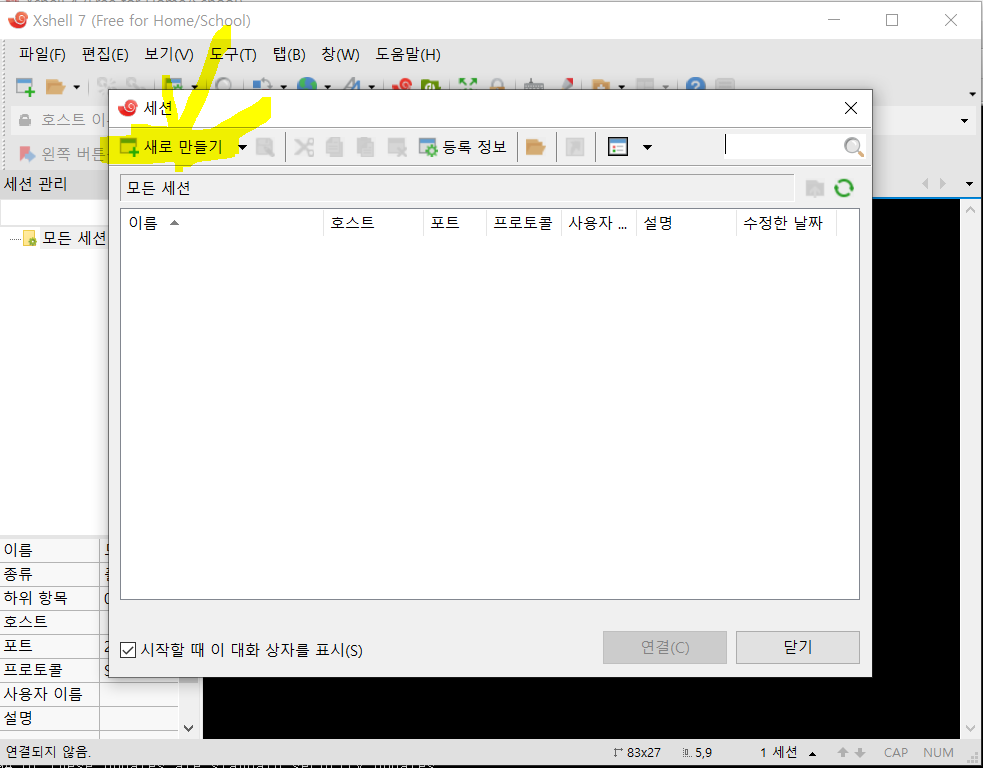 Xshell 7 (Free for Home/School)
파일(F) 편집(E) 보기(V) 도구(T) 탭(B) 창(W) 도움말(H)
호스트
왼쪽 버튼
세션 관리
모든 세션
이름
종류
하위 항목
호스트
포트
프로토콜
사용자 이름
설명
세션
새로 만들기 등록 정보
모든 세션
이름 호스트 포트 프로토콜 사용자 ... 설명 수정한 날짜
시작할 때 이 대화 상자를 표시(S)
연결(C) 닫기
연결되지 않음. 83x27 5,9 1 세션 CAP NUM